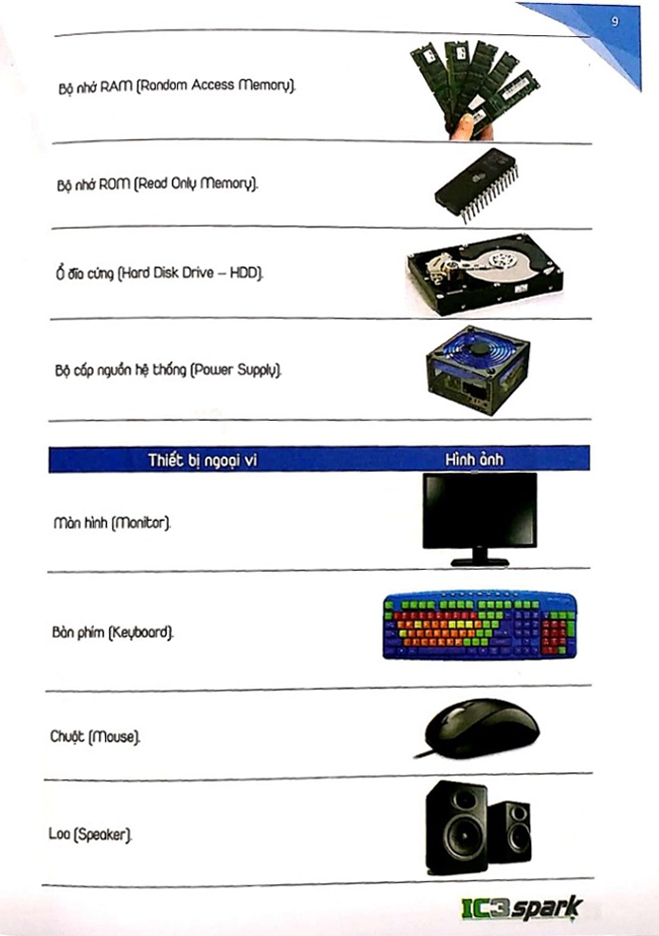 9
Bộ nhớ RAM (Random Access Memory).
Bộ nhớ ROM (Read Only Memory).
Ổ đĩa cứng (Hard Disk Drive – HDD).
Bộ cấp nguồn hệ thống (Power Supply).
Thiết bị ngoại vi Hình ảnh
Màn hình (Monitor).
Bàn phím (Keyboard).
Chuột (Mouse).
Loa (Speaker).
IC3 spark